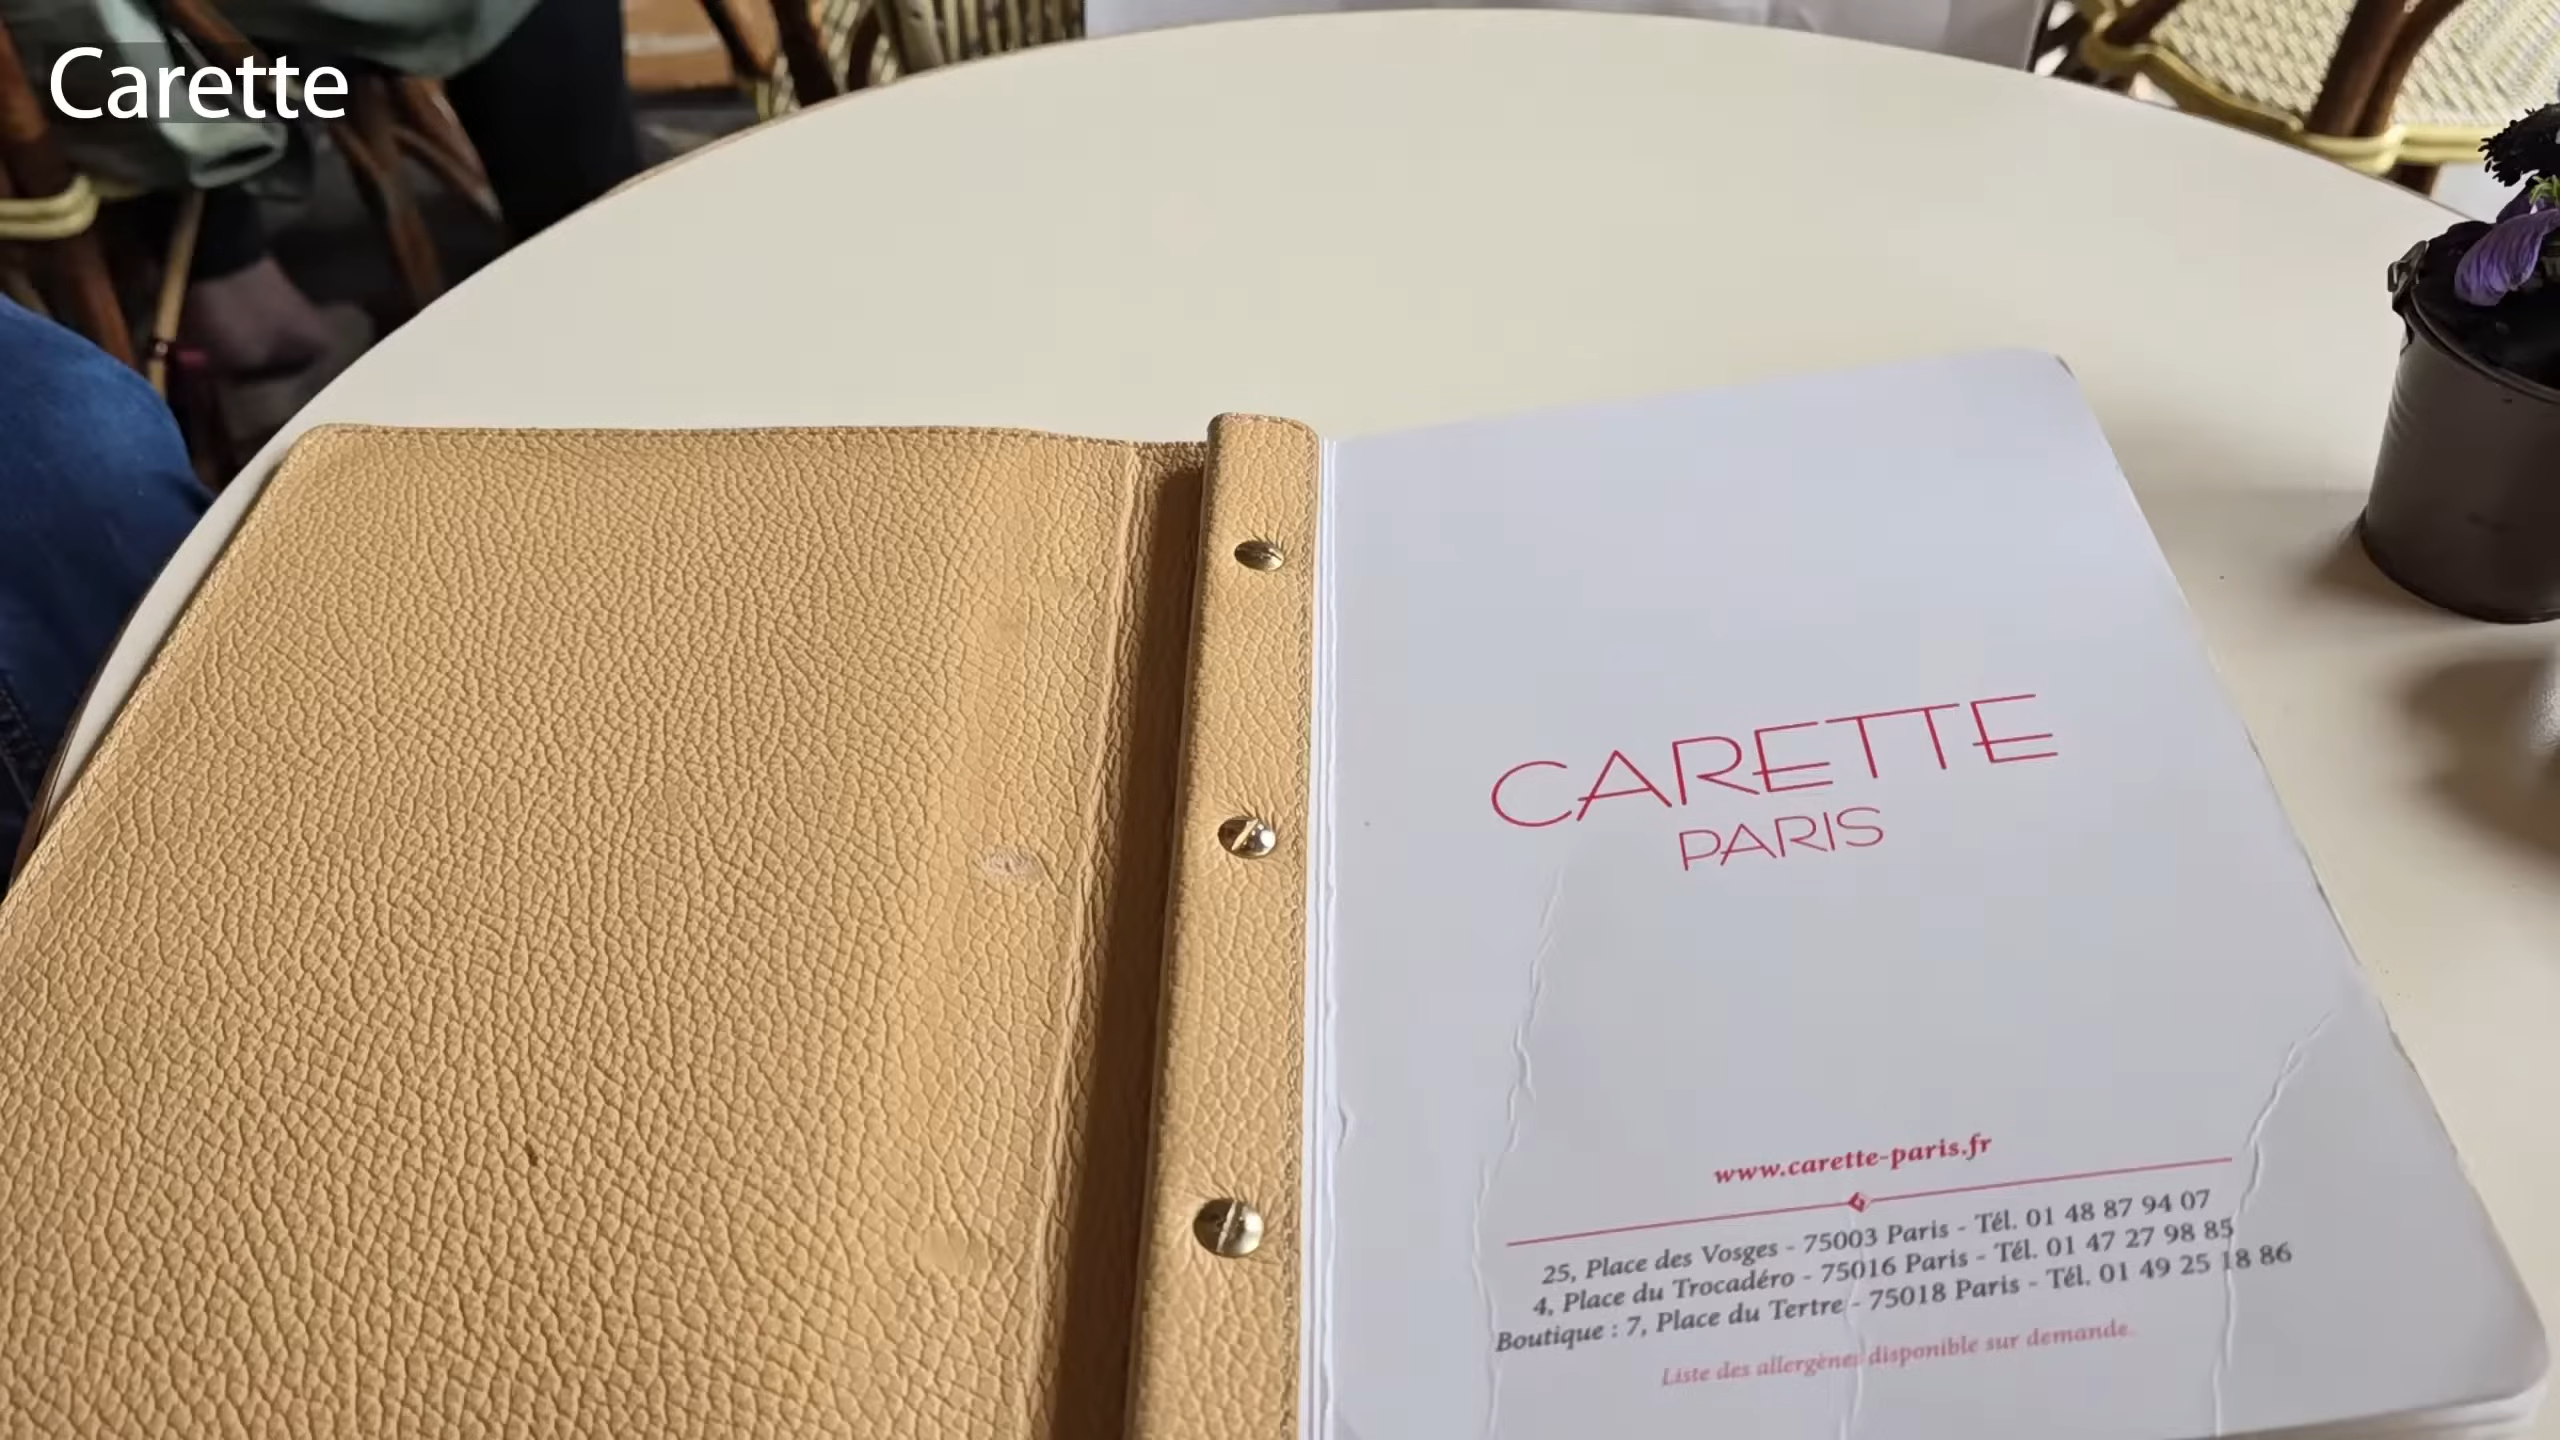 Carette
CARETTE
PARIS
www.carette-paris.fr
25, Place des Vosges - 75003 Paris - Tél. 01 48 87 94 07
4, Place du Trocadéro - 75016 Paris - Tél. 01 47 27 98 85
Boutique : 7, Place du Tertre - 75018 Paris - Tél. 01 49 25 18 86
Liste des allergènes disponible sur demande.